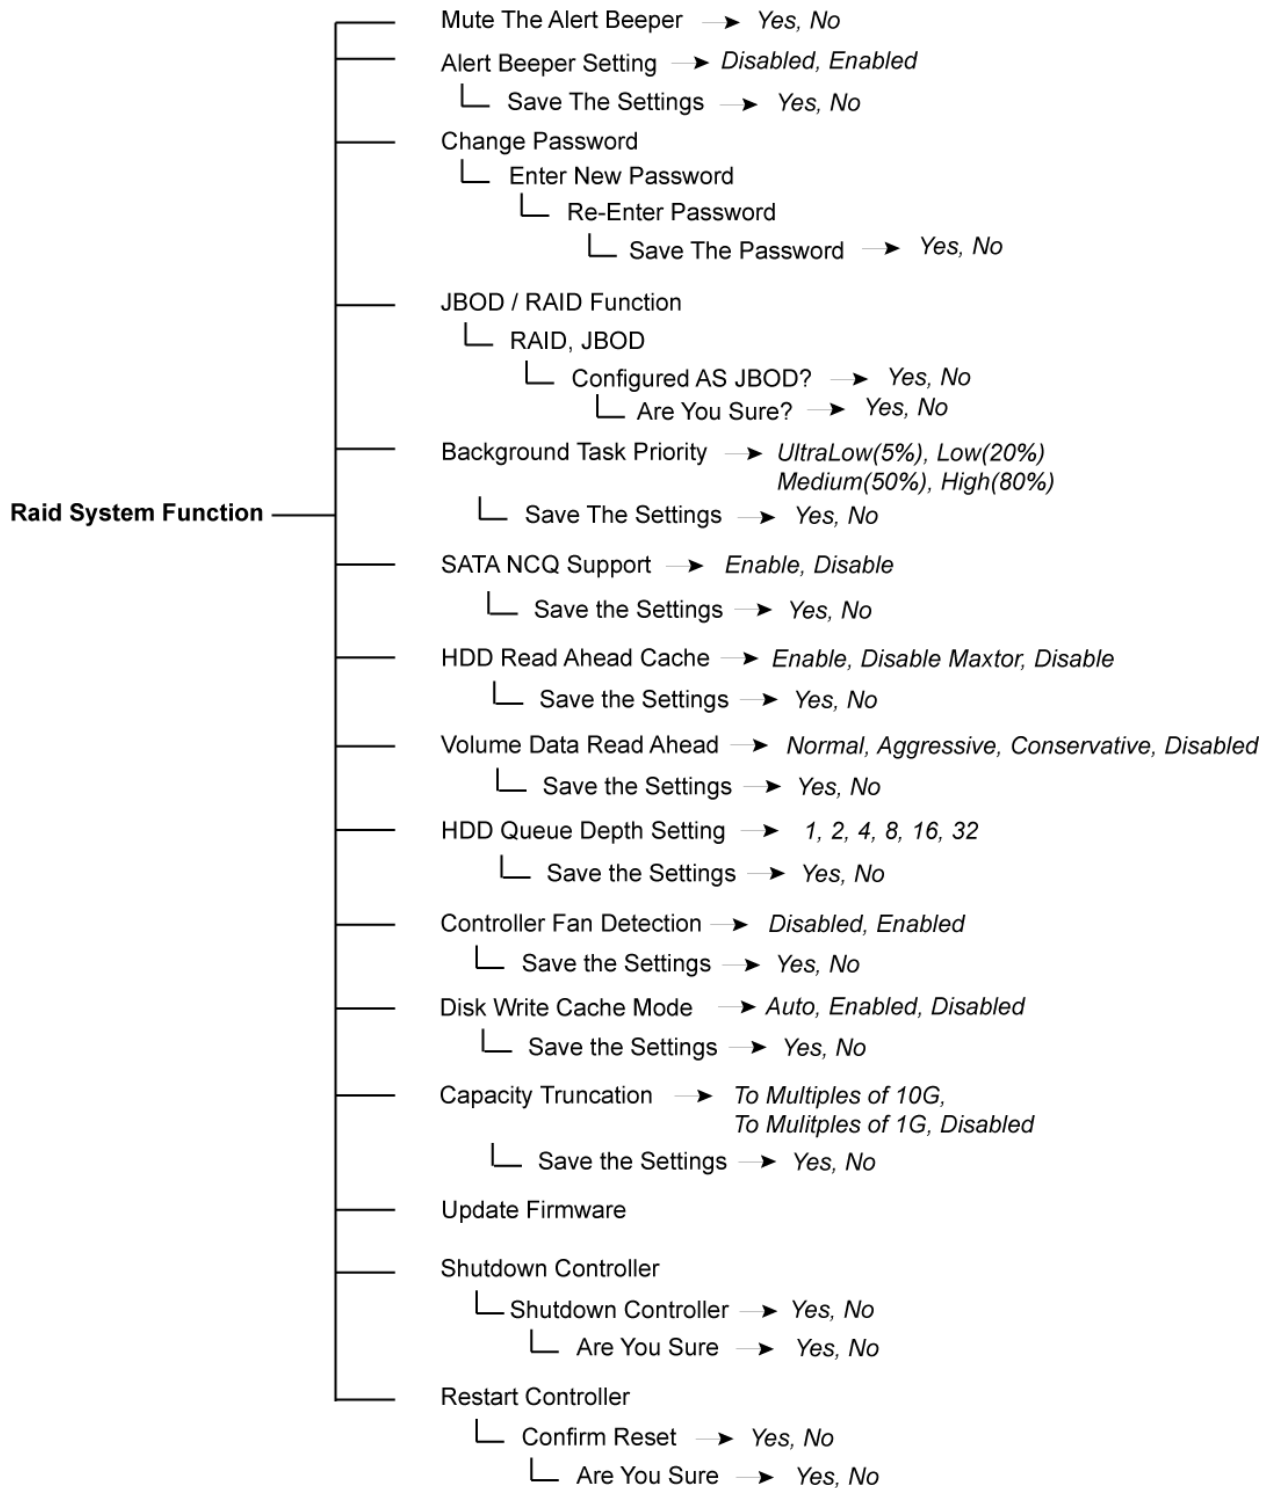 Mute The Alert Beeper Yes, No
Alert Beeper Setting Disabled, Enabled
Save The Settings Yes, No
Change Password
Enter New Password
Re-Enter Password
Save The Password Yes, No
JBOD / RAID Function
RAID, JBOD
Configured AS JBOD? Yes, No
Are You Sure? Yes, No
Background Task Priority UltraLow(5%), Low(20%)
Medium(50%), High(80%)
Raid System Function
Save The Settings Yes, No
SATA NCQ Support Enable, Disable
Save the Settings Yes, No
HDD Read Ahead Cache Enable, Disable Maxtor, Disable
Save the Settings Yes, No
Volume Data Read Ahead Normal, Aggressive, Conservative, Disabled
Save the Settings Yes, No
HDD Queue Depth Setting 1, 2, 4, 8, 16, 32
Save the Settings Yes, No
Controller Fan Detection Disabled, Enabled
Save the Settings Yes, No
Disk Write Cache Mode Auto, Enabled, Disabled
Save the Settings Yes, No
Capacity Truncation To Multiples of 10G,
To Mulitples of 1G, Disabled
Save the Settings Yes, No
Update Firmware
Shutdown Controller
Shutdown Controller Yes, No
Are You Sure Yes, No
Restart Controller
Confirm Reset Yes, No
Are You Sure Yes, No